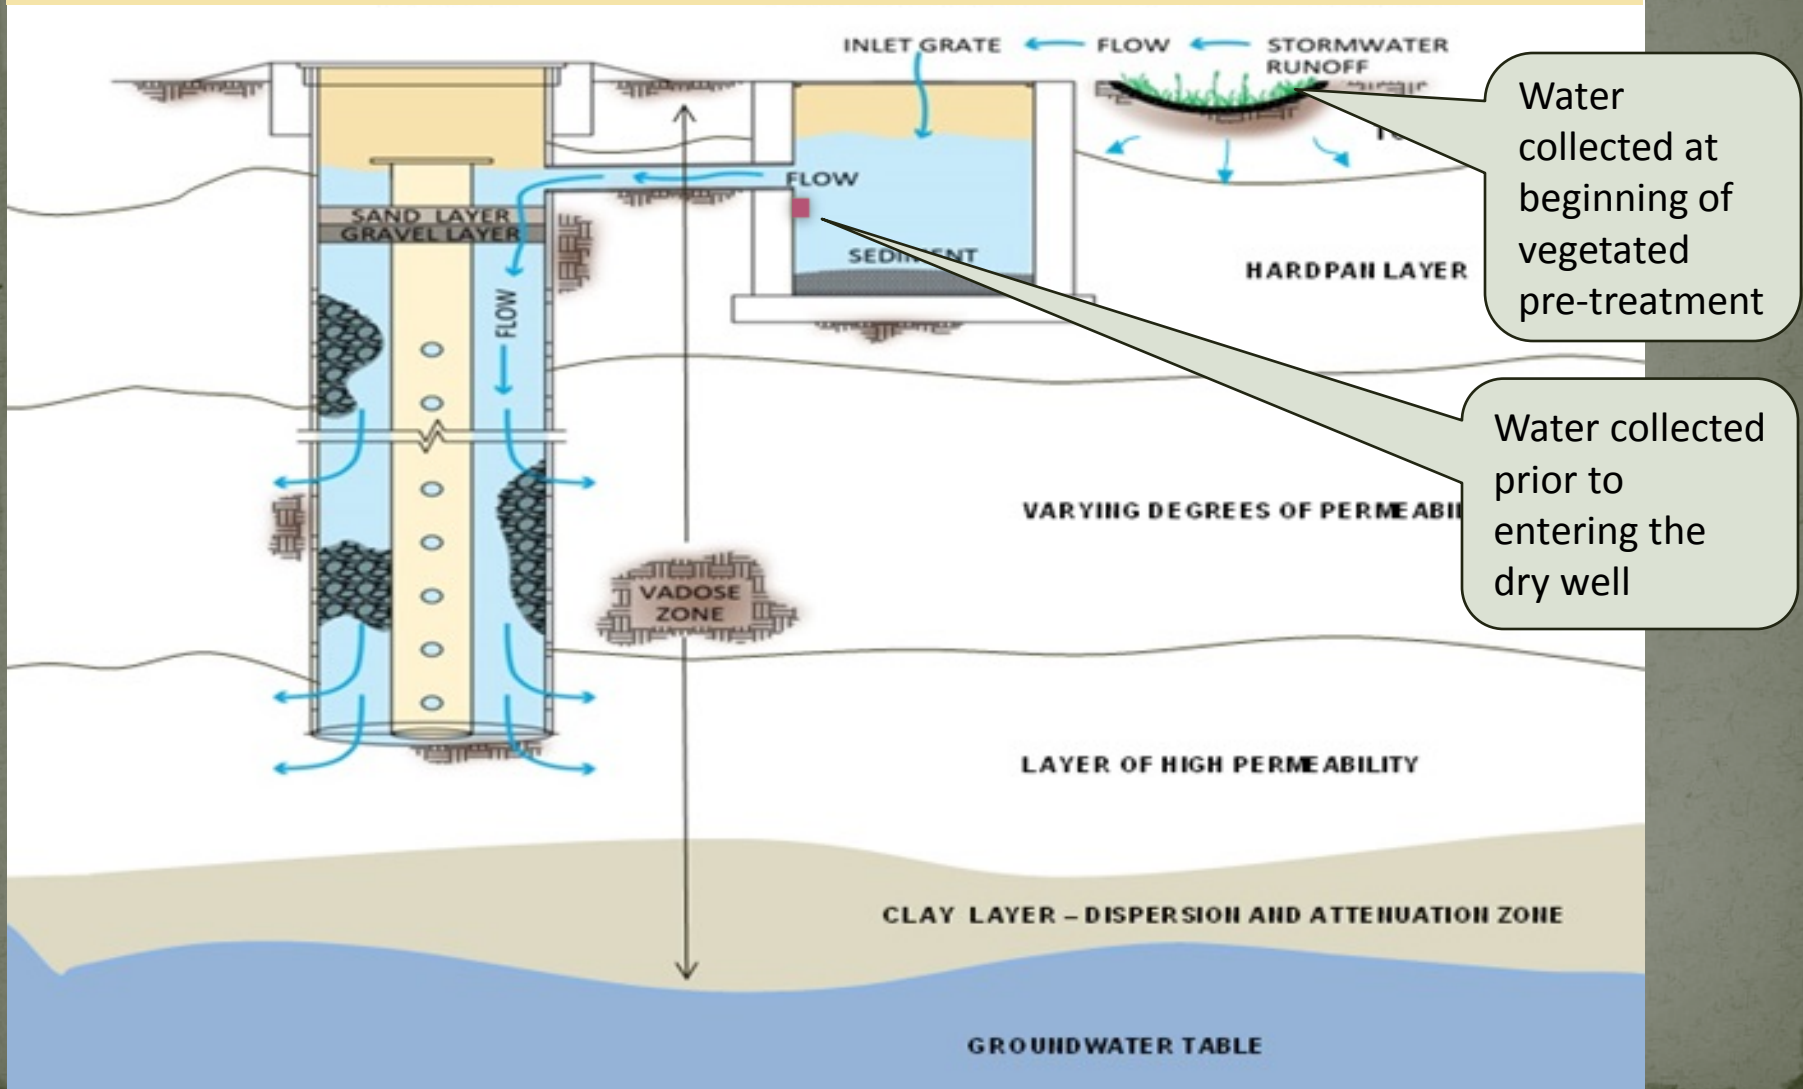 INLET GRATE
FLOW
STORMWATER
RUNOFF
Water
collected at
beginning of
vegetated
pre-treatment
FLOW
SAND LAYER
GRAVEL LAYER
SEDIMENT
HARDPAN LAYER
FLOW
Water collected
prior to
entering the
dry well
VARYING DEGREES OF PERMEABI
VADOSE
ZONE
LAYER OF HIGH PERMEABILITY
CLAY LAYER – DISPERSION AND ATTENUATION ZONE
GROUNDWATER TABLE